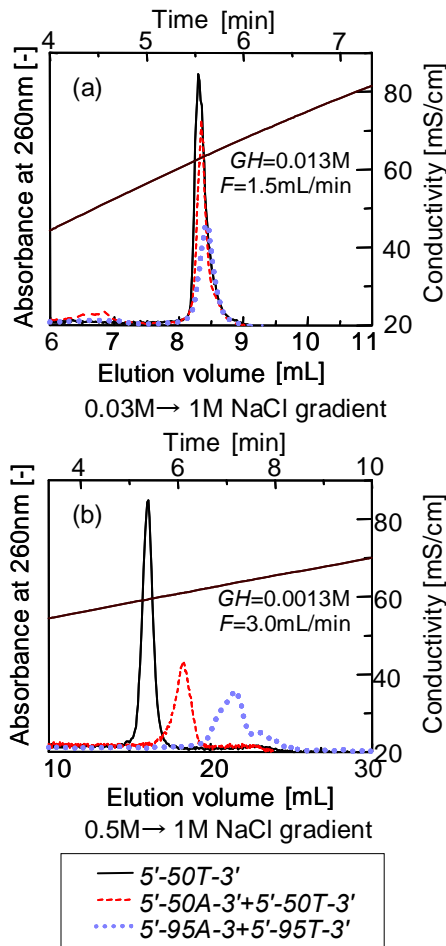 Time [min]
4 5 6 7
(a)
Absorbance at 260nm [-]
GH=0.013M
F=1.5mL/min
80
60
40
20
Conductivity [mS/cm]
6 7 8 9 10 11
Elution volume [mL]
0.03M→ 1M NaCl gradient
Time [min]
4 6 8 10
(b)
Absorbance at 260nm [-]
GH=0.0013M
F=3.0mL/min
80
60
40
20
Conductivity [mS/cm]
10 20 30
Elution volume [mL]
0.5M→ 1M NaCl gradient
5'-50T-3'
5'-50A-3'+5'-50T-3'
5'-95A-3+5'-95T-3'